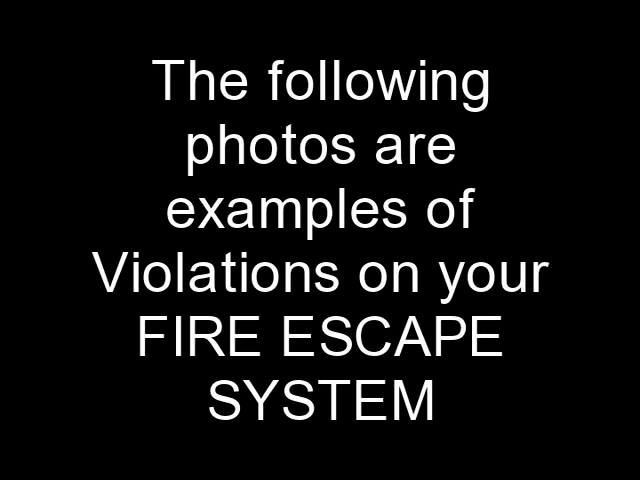 The following
photos are
examples of
Violations on your
FIRE ESCAPE
SYSTEM